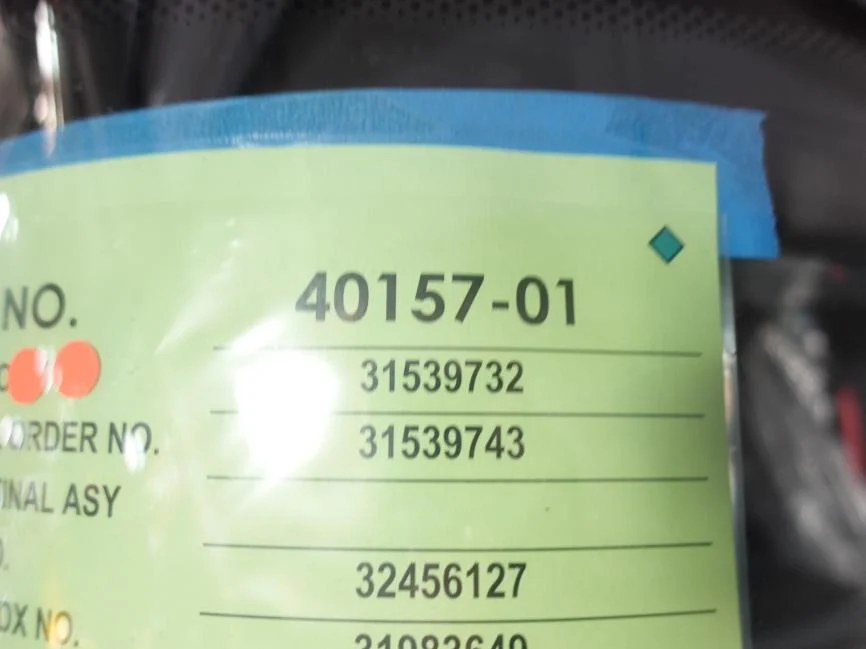 NO. 40157-01
31539732
ORDER NO. 31539743
INAL ASY
32456127
OX NO.